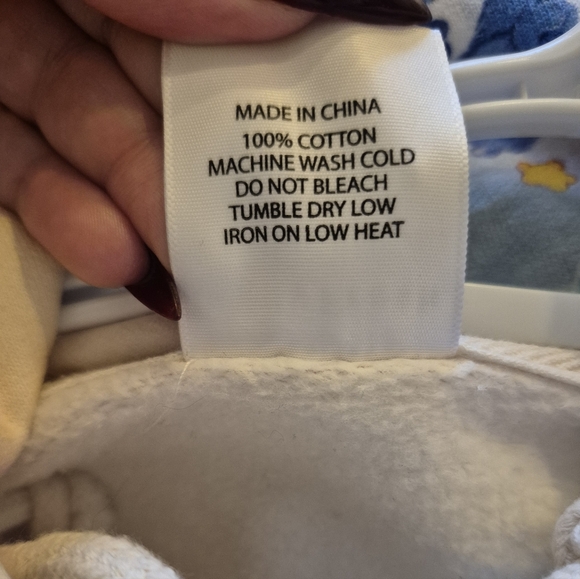 MADE IN CHINA
100% COTTON
MACHINE WASH COLD
DO NOT BLEACH
TUMBLE DRY LOW
IRON ON LOW HEAT